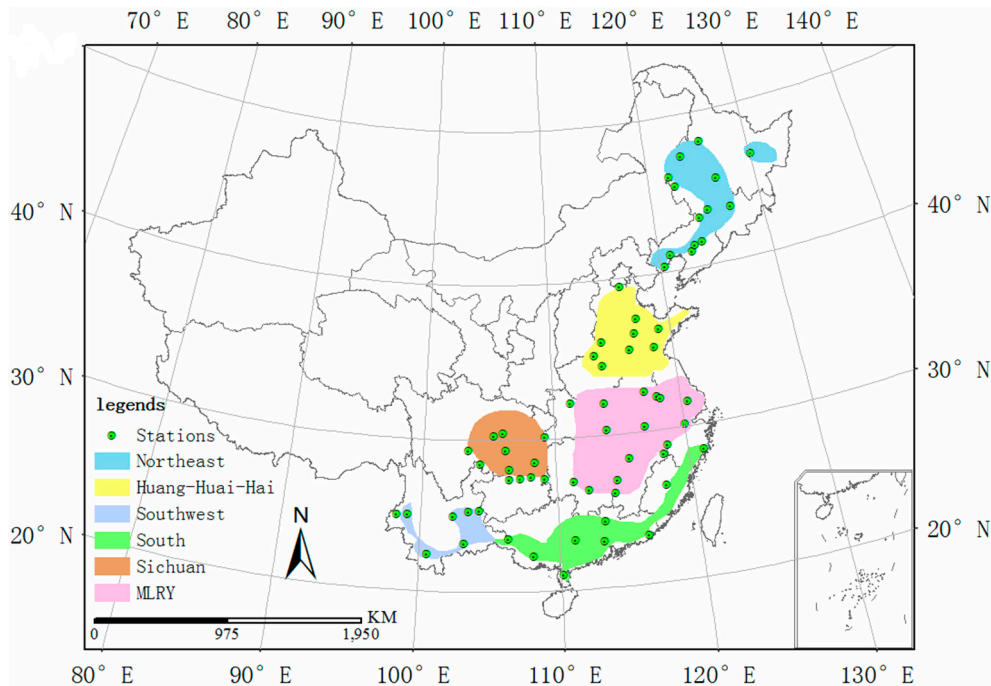 70° E 80° E 90° E 100° E 110° E 120° E 130° E 140° E
40° N 40° N
30° N 30° N
legends
Stations
Northeast
Huang-Huai-Hai
Southwest
N
20° N 20° N
South
Sichuan
MLRY
KM
0 975 1,950
80° E 90° E 100° E 110° E 120° E 130° E